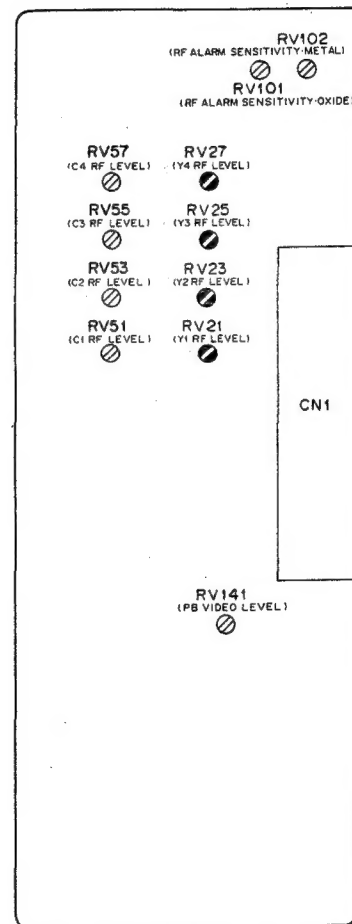 RV102
(RF ALARM SENSITIVITY·METAL)
RV101
(RF ALARM SENSITIVITY·OXIDE)
RV57
(C4 RF LEVEL)
RV27
(Y4 RF LEVEL)
RV55
(C3 RF LEVEL)
RV25
(Y3 RF LEVEL)
RV53
(C2 RF LEVEL)
RV23
(Y2 RF LEVEL)
RV51
(C1 RF LEVEL)
RV21
(Y1 RF LEVEL)
CN1
RV141
(PB VIDEO LEVEL)